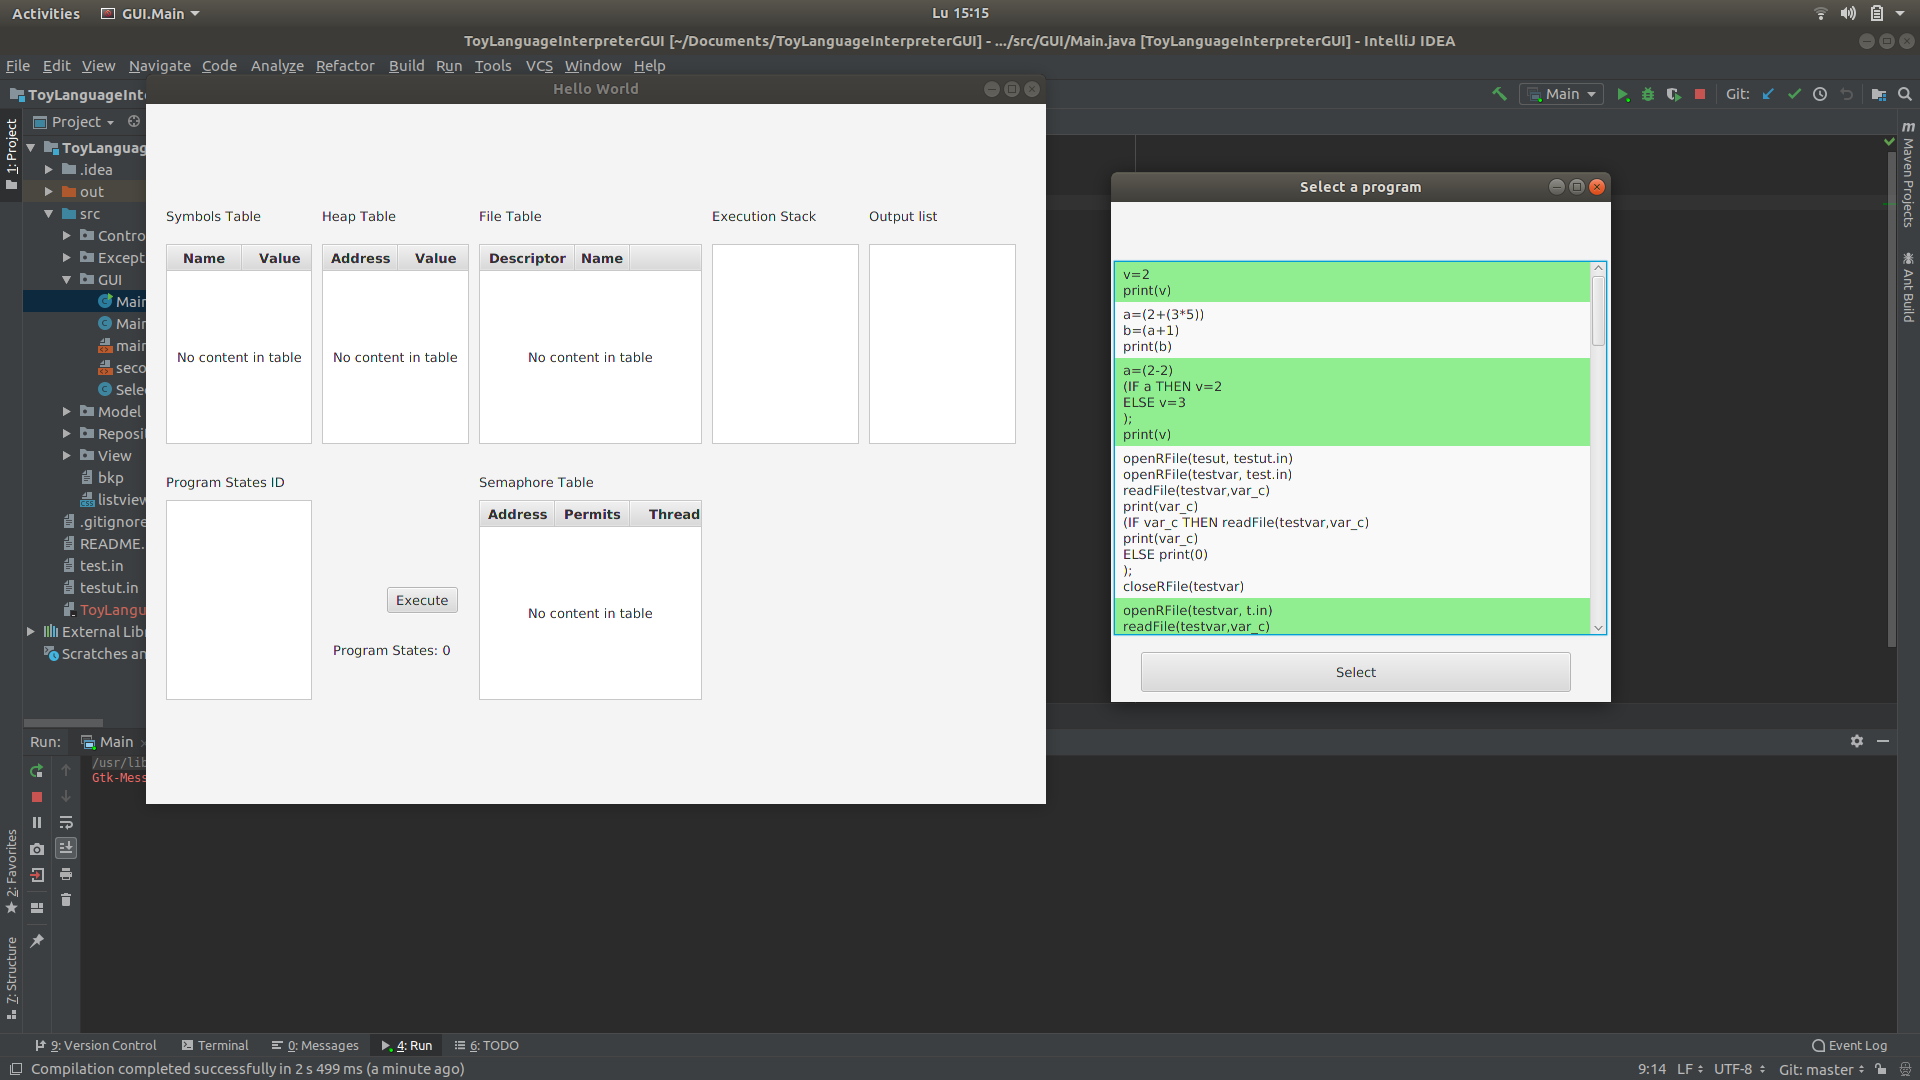 Activities GUI.Main Lu 15:15
ToyLanguageInterpreterGUI [~/Documents/ToyLanguageInterpreterGUI] - .../src/GUI/Main.java [ToyLanguageInterpreterGUI] - IntelliJ IDEA
File Edit View Navigate Code Analyze Refactor Build Run Tools VCS Window Help
ToyLanguageInte
Main Git:
Project
1: Project
ToyLanguag
.idea
out
src
Contro
Except
GUI
Main
Main
main
seco
Selec
Model
Reposit
View
bkp
listview
.gitignore
README.
test.in
testut.in
ToyLangu
External Libr
Scratches an
Hello World
Symbols Table Heap Table File Table Execution Stack Output list
Name Value Address Value Descriptor Name
No content in table No content in table No content in table
Program States ID Semaphore Table
Address Permits Thread
Execute
No content in table
Program States: 0
Select a program
v=2
print(v)
a=(2+(3*5))
b=(a+1)
print(b)
a=(2-2)
(IF a THEN v=2
ELSE v=3
);
print(v)
openRFile(tesut, testut.in)
openRFile(testvar, test.in)
readFile(testvar,var_c)
print(var_c)
(IF var_c THEN readFile(testvar,var_c)
print(var_c)
ELSE print(0)
);
closeRFile(testvar)
openRFile(testvar, t.in)
readFile(testvar,var_c)
Select
m Maven Projects
Ant Build
Run: Main
/usr/lib
Gtk-Mess
2: Favorites
7: Structure
9: Version Control Terminal 0: Messages 4: Run 6: TODO Event Log
Compilation completed successfully in 2 s 499 ms (a minute ago) 9:14 LF UTF-8 Git: master